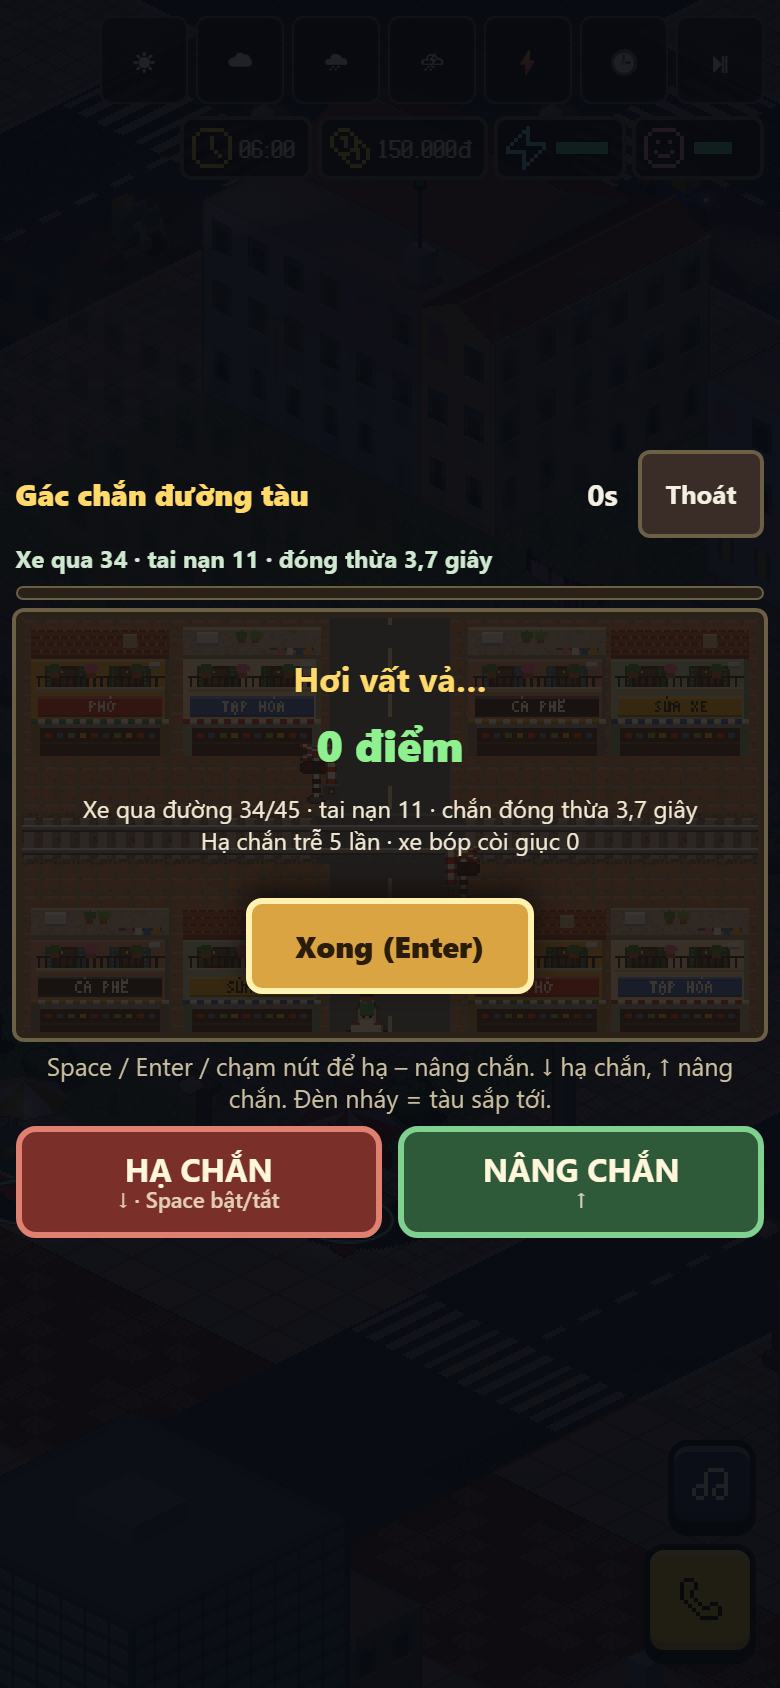 06:00
150.000đ
Gác chắn đường tàu
0s
Thoát
Xe qua 34 · tai nạn 11 · đóng thừa 3,7 giây
PHỞ
TẠP HÓA
CÀ PHÊ
SỬA XE
Hơi vất vả...
0 điểm
Xe qua đường 34/45 · tai nạn 11 · chắn đóng thừa 3,7 giây
Hạ chắn trễ 5 lần · xe bóp còi giục 0
Xong (Enter)
CÀ PHÊ
TẠP HÓA
Space / Enter / chạm nút để hạ – nâng chắn. ↓ hạ chắn, ↑ nâng
chắn. Đèn nháy = tàu sắp tới.
HẠ CHẮN
↓ · Space bật/tắt
NÂNG CHẮN
↑